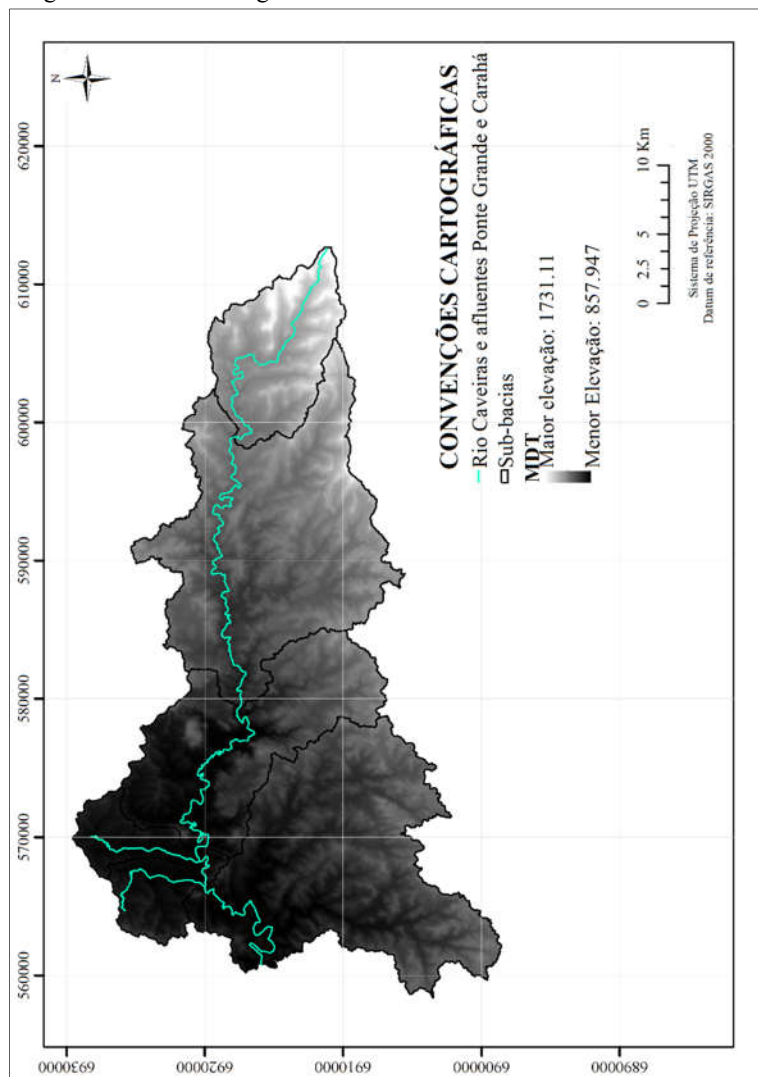 N
CONVENÇÕES CARTOGRÁFICAS
Rio Caveiras e afluentes Ponte Grande e Carahá
Sub-bacias
MDT
Maior elevação: 1731.11
Menor Elevação: 857.947
0 2.5 5 10 Km
Sistema de Projeção UTM
Datum de referência: SIRGAS 2000
560000 570000 580000 590000 600000 610000 620000
6930000
6920000
6910000
6900000
6890000